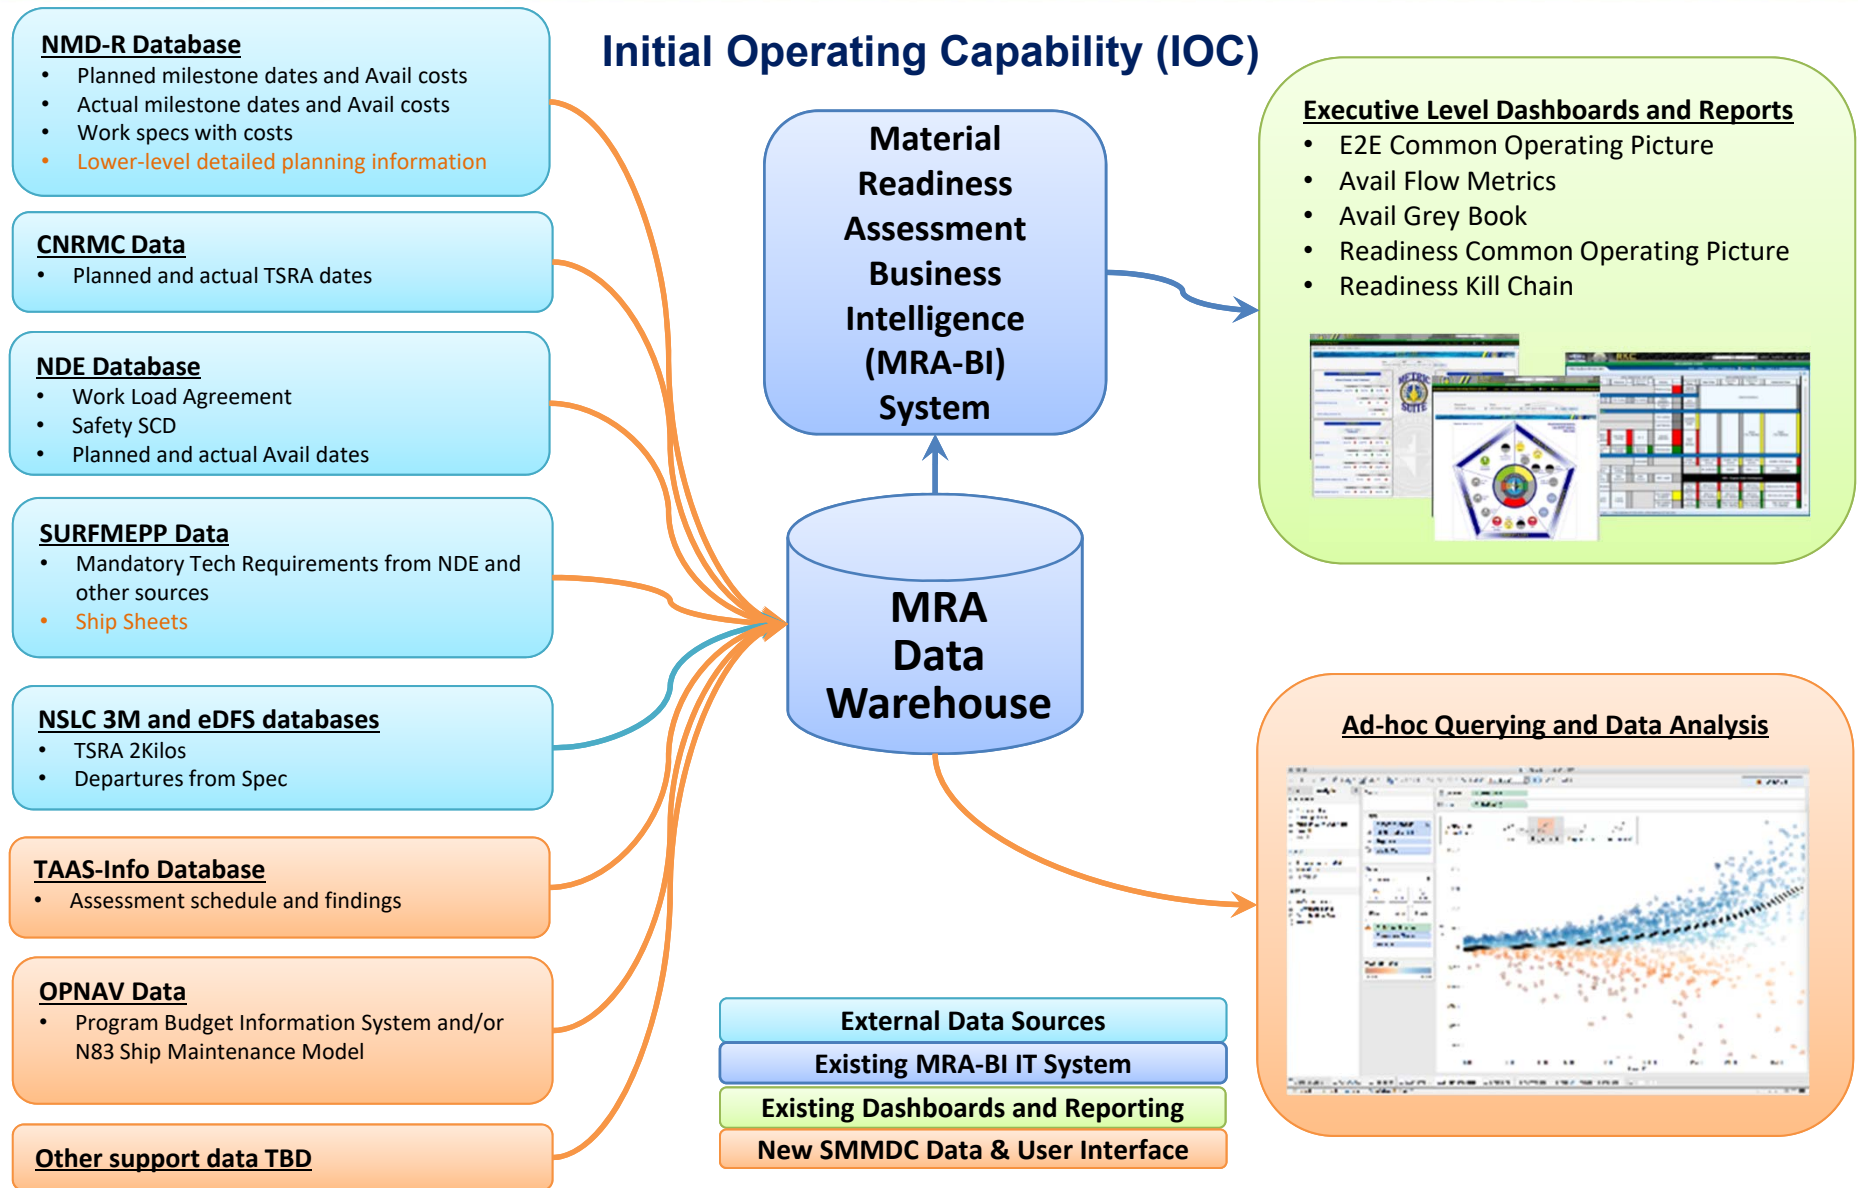 Initial Operating Capability (IOC)
NMD-R Database
• Planned milestone dates and Avail costs
• Actual milestone dates and Avail costs
• Work specs with costs
• Lower-level detailed planning information
CNRMC Data
• Planned and actual TSRA dates
NDE Database
• Work Load Agreement
• Safety SCD
• Planned and actual Avail dates
SURFMEPP Data
• Mandatory Tech Requirements from NDE and
other sources
• Ship Sheets
NSLC 3M and eDFS databases
• TSRA 2Kilos
• Departures from Spec
TAAS-Info Database
• Assessment schedule and findings
OPNAV Data
• Program Budget Information System and/or
N83 Ship Maintenance Model
Other support data TBD
Material
Readiness
Assessment
Business
Intelligence
(MRA-BI)
System
MRA
Data
Warehouse
Executive Level Dashboards and Reports
• E2E Common Operating Picture
• Avail Flow Metrics
• Avail Grey Book
• Readiness Common Operating Picture
• Readiness Kill Chain
METRIC
SUITE
RKC
Ad-hoc Querying and Data Analysis
External Data Sources
Existing MRA-BI IT System
Existing Dashboards and Reporting
New SMMDC Data & User Interface